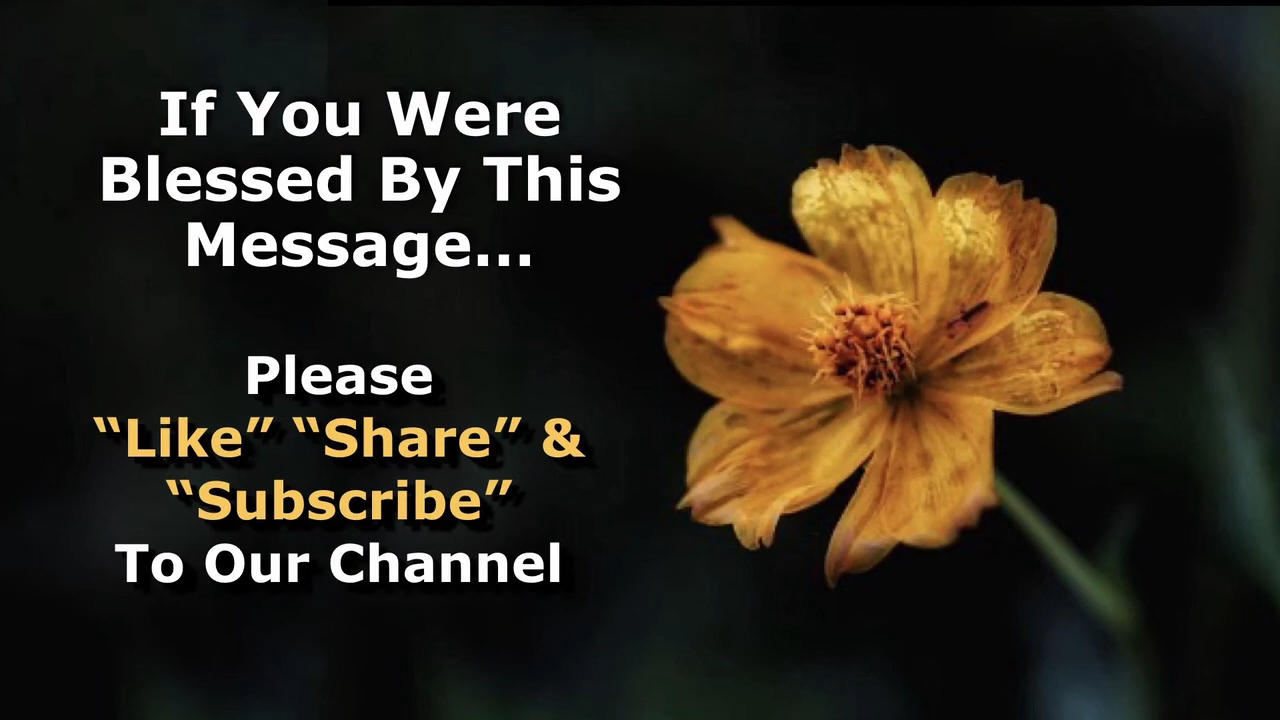 If You Were
Blessed By This
Message...
Please
“Like” “Share” &
“Subscribe”
To Our Channel